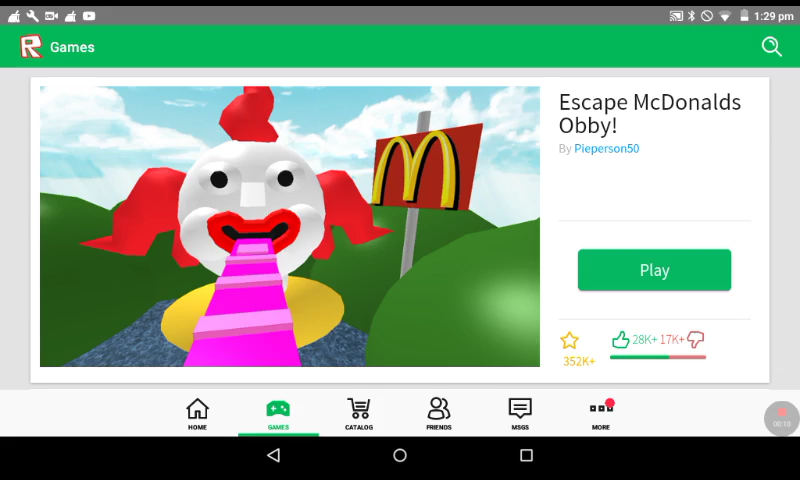 1:29 pm
R Games
Escape McDonalds
Obby!
By Pieperson50
M
Play
352K+
28K+ 17K+
HOME
GAMES
CATALOG
FRIENDS
MSGS
MORE
00:10